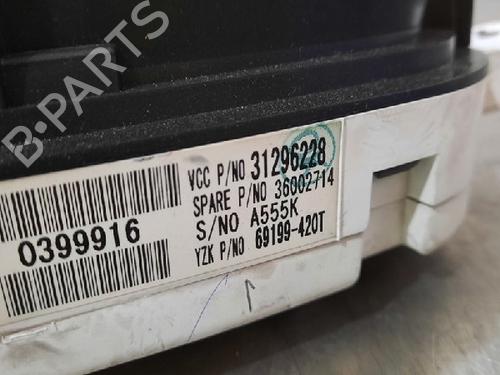 B-PARTS
VCC P/NO 31296228
SPARE P/NO 36002714
S/NO A555K
YZK P/NO 69199-420T
0399916